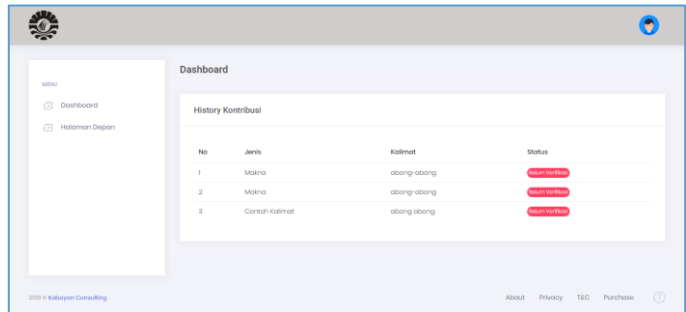 Dashboard
MENU
Dashboard
Halaman Depan
History Kontribusi
No Jenis Kalimat Status
1 Makna abang-abang Belum Verifikasi
2 Makna abang-abang Belum Verifikasi
3 Contoh Kalimat abang abang Belum Verifikasi
2019 © Kabayan Consulting About Privacy T&C Purchase